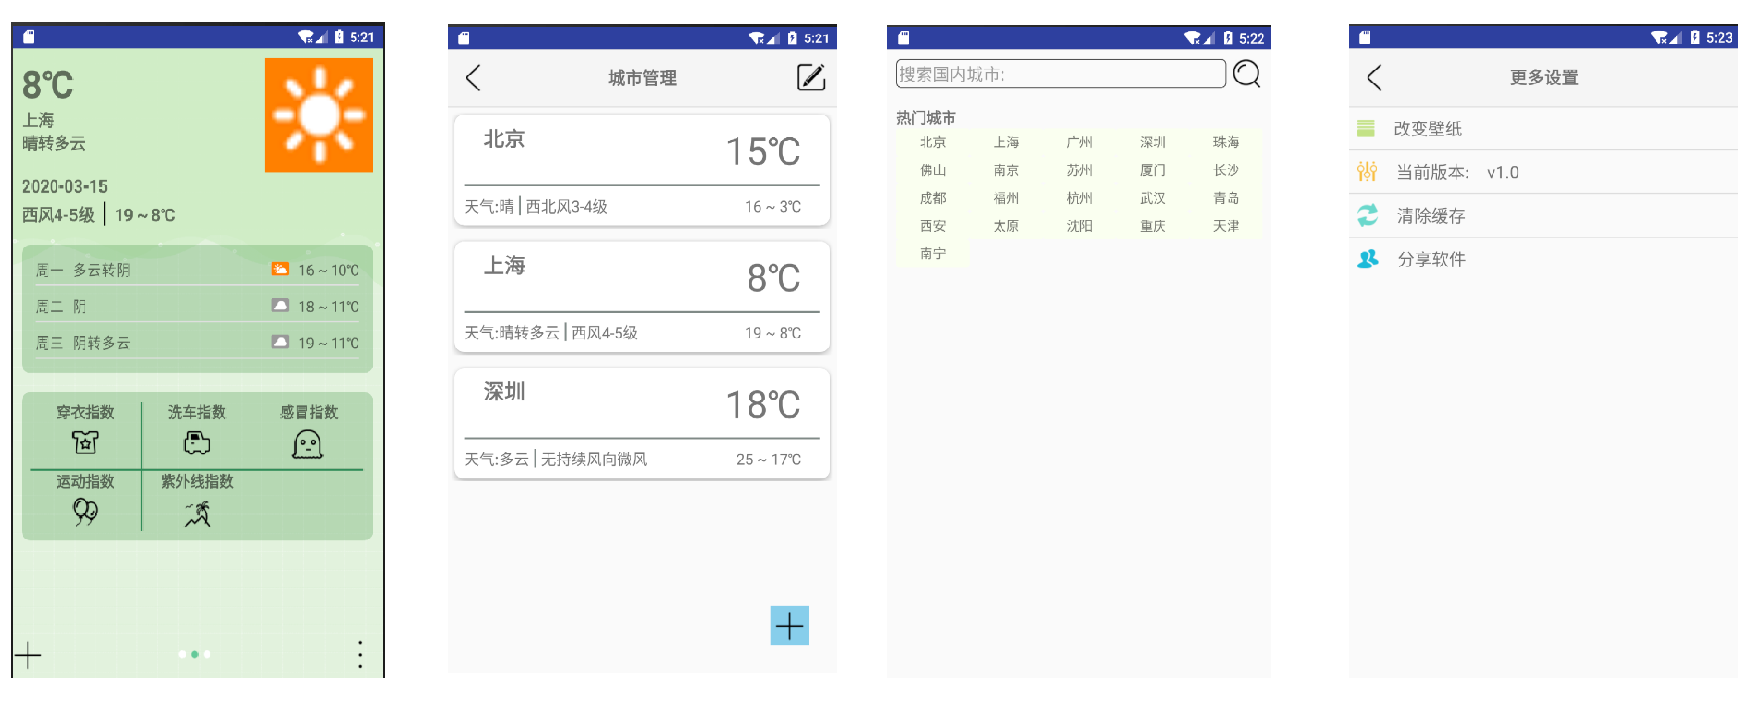 5:21
8℃
上海
晴转多云
2020-03-15
西风4-5级 | 19 ~ 8℃
周一 多云转阴 16 ~ 10℃
周二 阴 18 ~ 11℃
周三 阴转多云 19 ~ 11℃
穿衣指数 洗车指数 感冒指数
运动指数 紫外线指数
5:21
城市管理
北京
15℃
天气:晴 | 西北风3-4级 16 ~ 3℃
上海
8℃
天气:晴转多云 | 西风4-5级 19 ~ 8℃
深圳
18℃
天气:多云 | 无持续风向微风 25 ~ 17℃
5:22
搜索国内城市:
热门城市
北京 上海 广州 深圳 珠海
佛山 南京 苏州 厦门 长沙
成都 福州 杭州 武汉 青岛
西安 太原 沈阳 重庆 天津
南宁
5:23
更多设置
改变壁纸
当前版本: v1.0
清除缓存
分享软件